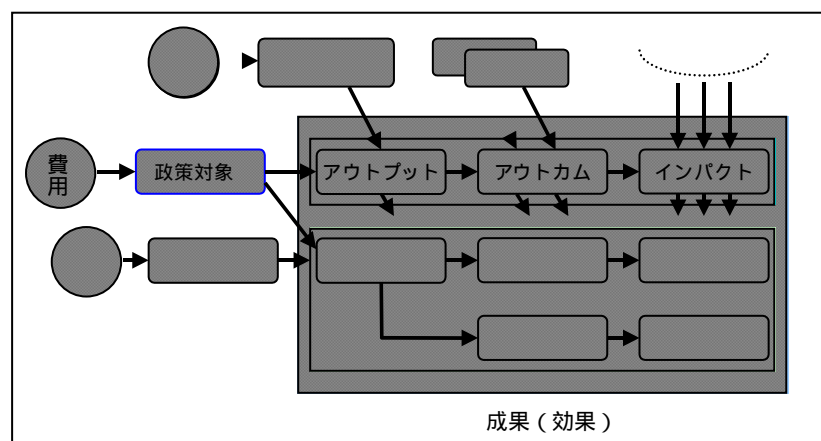 費用
政策対象
アウトプット
アウトカム
インパクト
成果(効果)